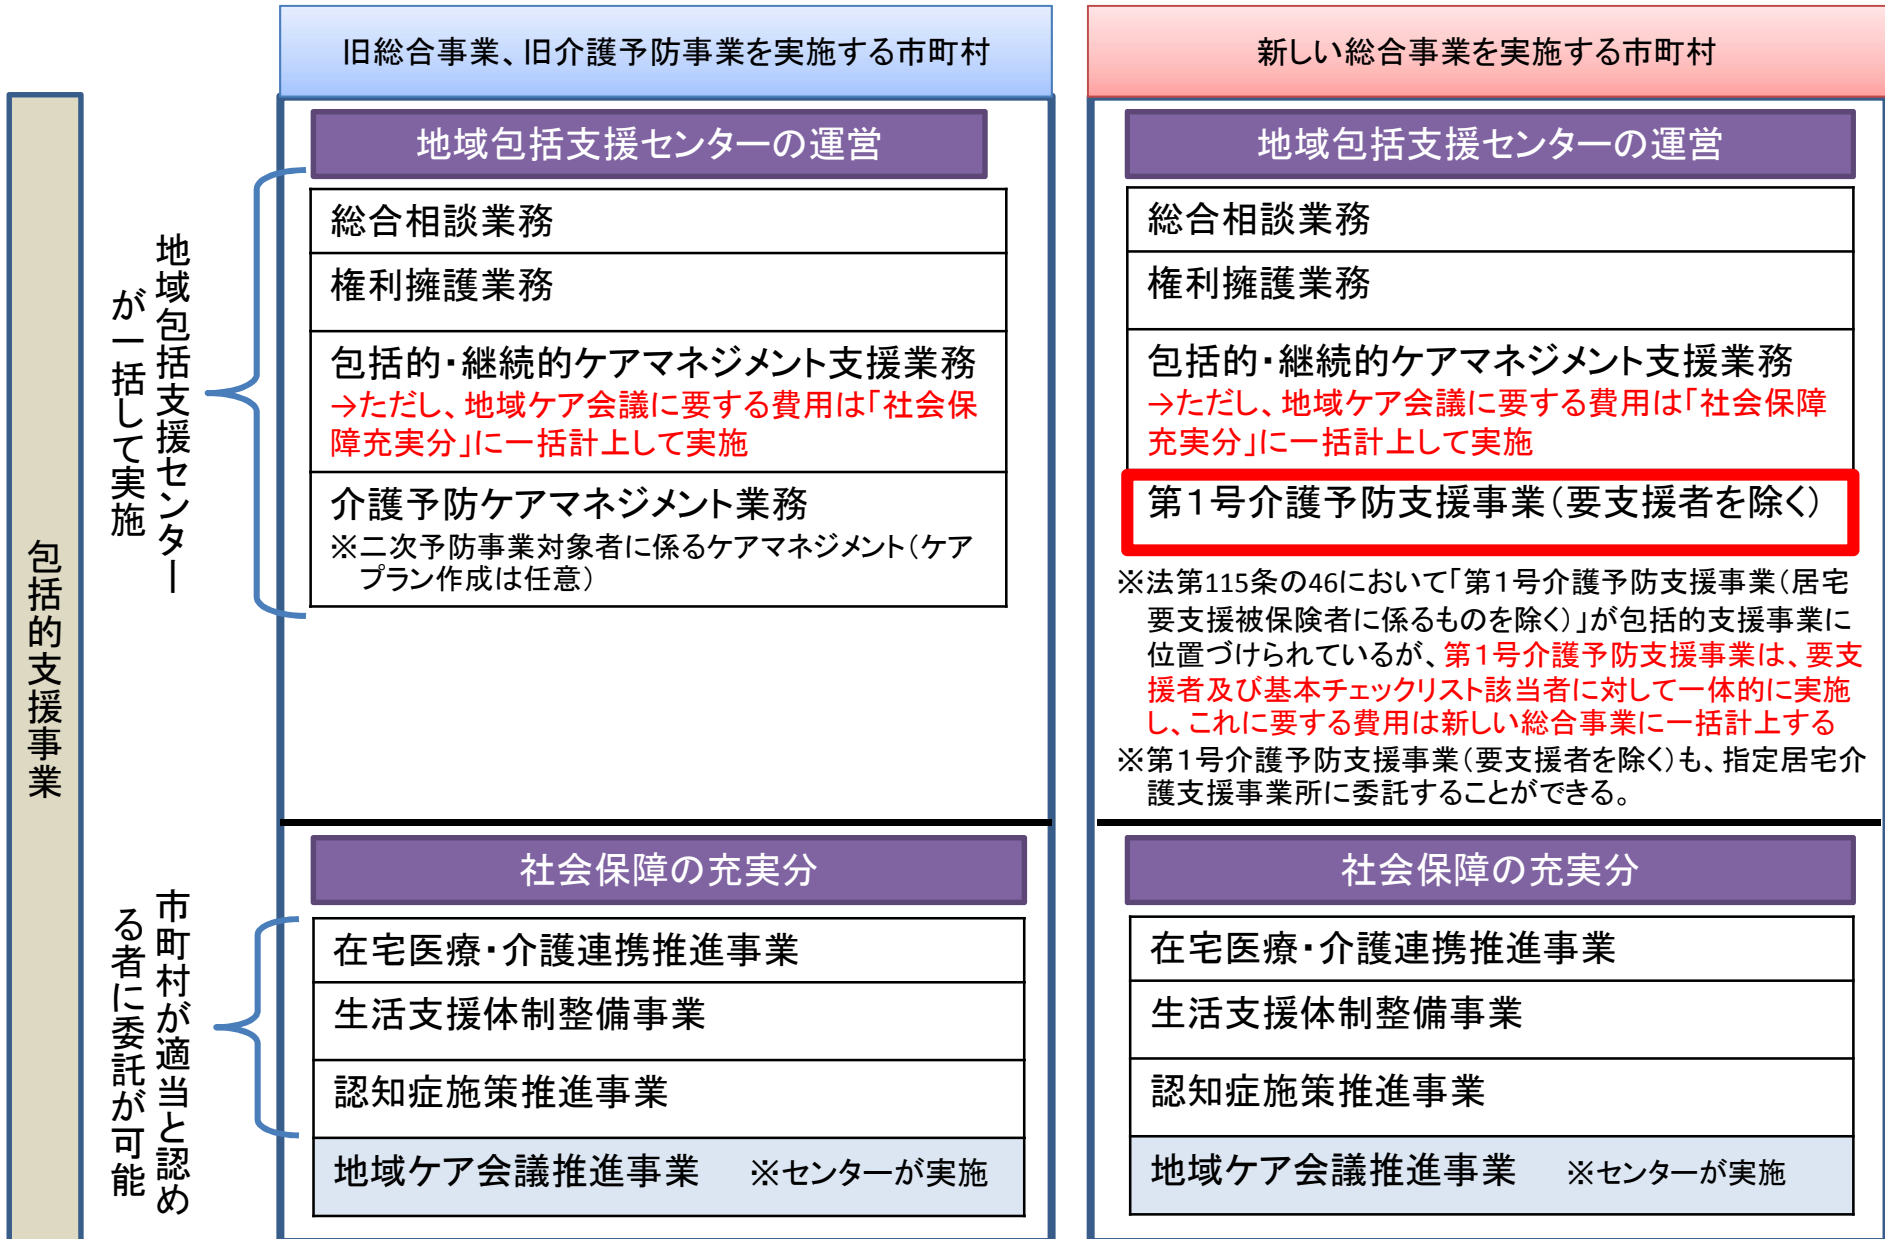 包括的支援事業
地域包括支援センター
が一括して実施
市町村が適当と認め
る者に委託が可能
旧総合事業、旧介護予防事業を実施する市町村
地域包括支援センターの運営
総合相談業務
権利擁護業務
包括的・継続的ケアマネジメント支援業務
→ただし、地域ケア会議に要する費用は「社会保
障充実分」に一括計上して実施
介護予防ケアマネジメント業務
※二次予防事業対象者に係るケアマネジメント(ケア
プラン作成は任意)
社会保障の充実分
在宅医療・介護連携推進事業
生活支援体制整備事業
認知症施策推進事業
地域ケア会議推進事業 ※センターが実施
新しい総合事業を実施する市町村
地域包括支援センターの運営
総合相談業務
権利擁護業務
包括的・継続的ケアマネジメント支援業務
→ただし、地域ケア会議に要する費用は「社会保障
充実分」に一括計上して実施
第1号介護予防支援事業(要支援者を除く)
※法第115条の46において「第1号介護予防支援事業(居宅
要支援被保険者に係るものを除く)」が包括的支援事業に
位置づけられているが、第1号介護予防支援事業は、要支
援者及び基本チェックリスト該当者に対して一体的に実施
し、これに要する費用は新しい総合事業に一括計上する
※第1号介護予防支援事業(要支援者を除く)も、指定居宅介
護支援事業所に委託することができる。
社会保障の充実分
在宅医療・介護連携推進事業
生活支援体制整備事業
認知症施策推進事業
地域ケア会議推進事業 ※センターが実施